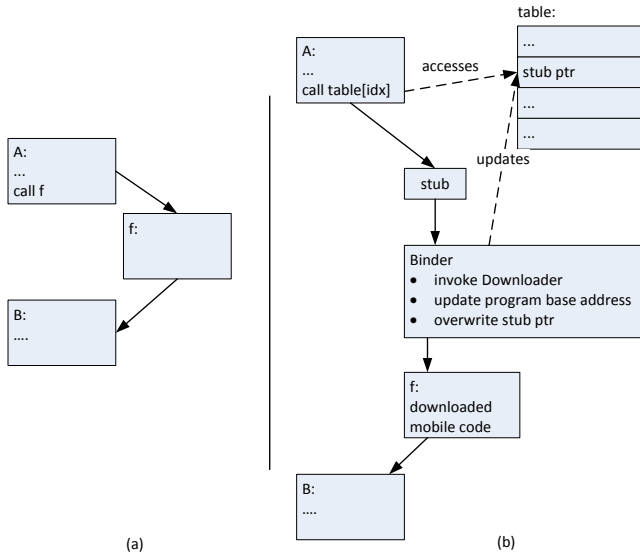 A:
...
call f
f:
B:
....
(a)
A:
...
call table[idx]
accesses
table:
...
stub ptr
...
...
updates
stub
Binder
• invoke Downloader
• update program base address
• overwrite stub ptr
f:
downloaded
mobile code
B:
....
(b)